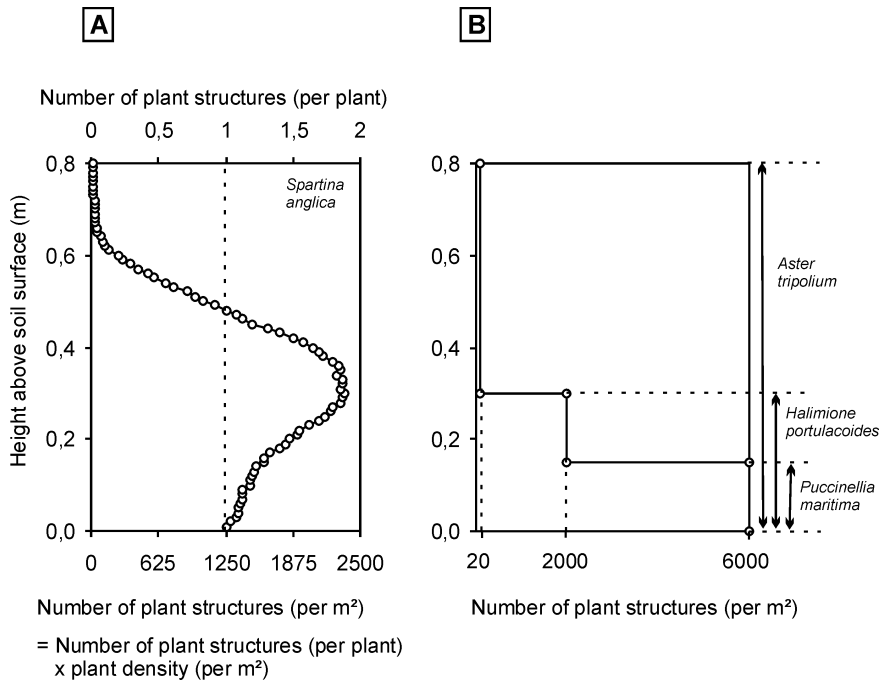 A
Number of plant structures (per plant)
0 0,5 1 1,5 2
Height above soil surface (m)
0,8
0,6
0,4
0,2
0,0
Spartina
anglica
0 625 1250 1875 2500
Number of plant structures (per m²)
= Number of plant structures (per plant)
x plant density (per m²)
B
0,8
0,6
0,4
0,2
0,0
Aster
tripolium
Halimione
portulacoides
Puccinellia
maritima
20 2000 6000
Number of plant structures (per m²)